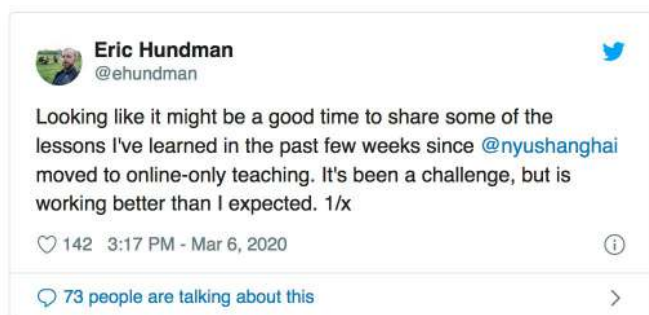 Eric Hundman
@ehundman
Looking like it might be a good time to share some of the
lessons I've learned in the past few weeks since @nyushanghai
moved to online-only teaching. It's been a challenge, but is
working better than I expected. 1/x
142 3:17 PM - Mar 6, 2020
73 people are talking about this